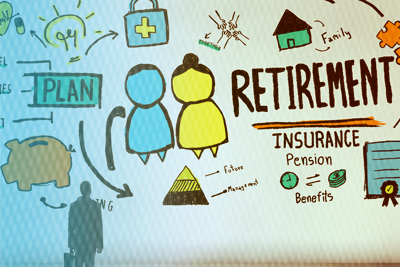 Family
RETIREMENT
PLAN
INSURANCE
Pension
Future
Management
Benefits